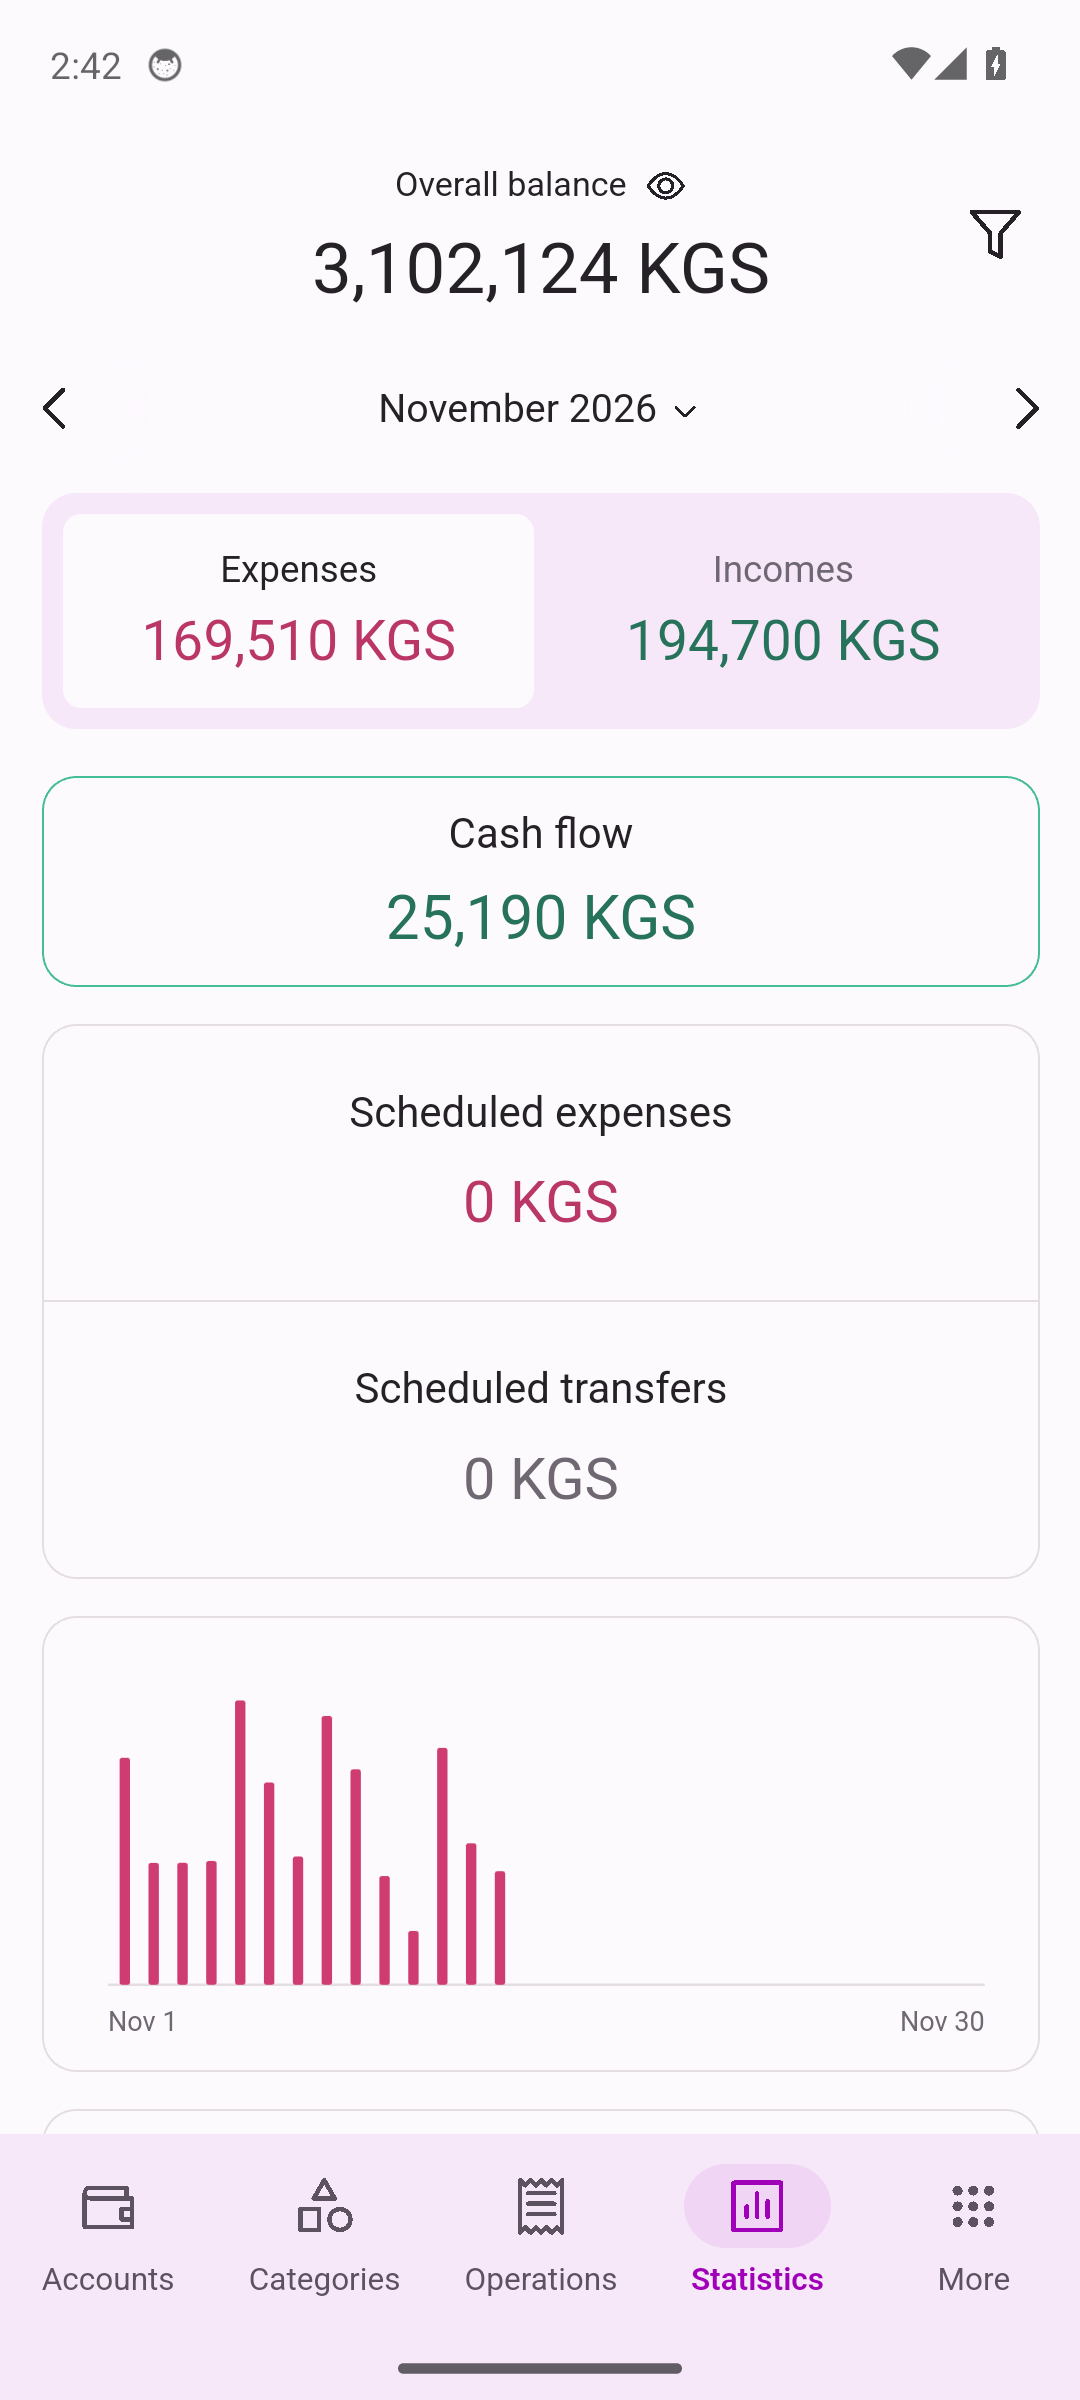 2:42
Overall balance
3,102,124 KGS
November 2026
Expenses
169,510 KGS
Incomes
194,700 KGS
Cash flow
25,190 KGS
Scheduled expenses
0 KGS
Scheduled transfers
0 KGS
Nov 1
Nov 30
Accounts
Categories
Operations
Statistics
More